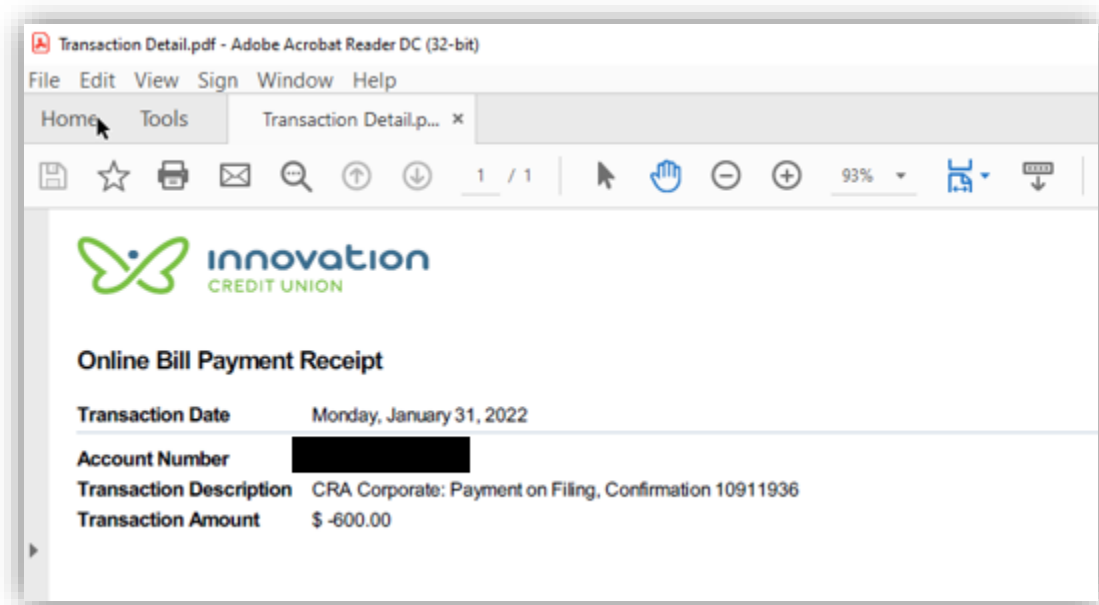 Transaction Detail.pdf - Adobe Acrobat Reader DC (32-bit)
File Edit View Sign Window Help
Home Tools Transaction Detail.p... ×
1 / 1 93%
innovation
CREDIT UNION
Online Bill Payment Receipt
Transaction Date Monday, January 31, 2022
Account Number
Transaction Description CRA Corporate: Payment on Filing, Confirmation 10911936
Transaction Amount $ -600.00